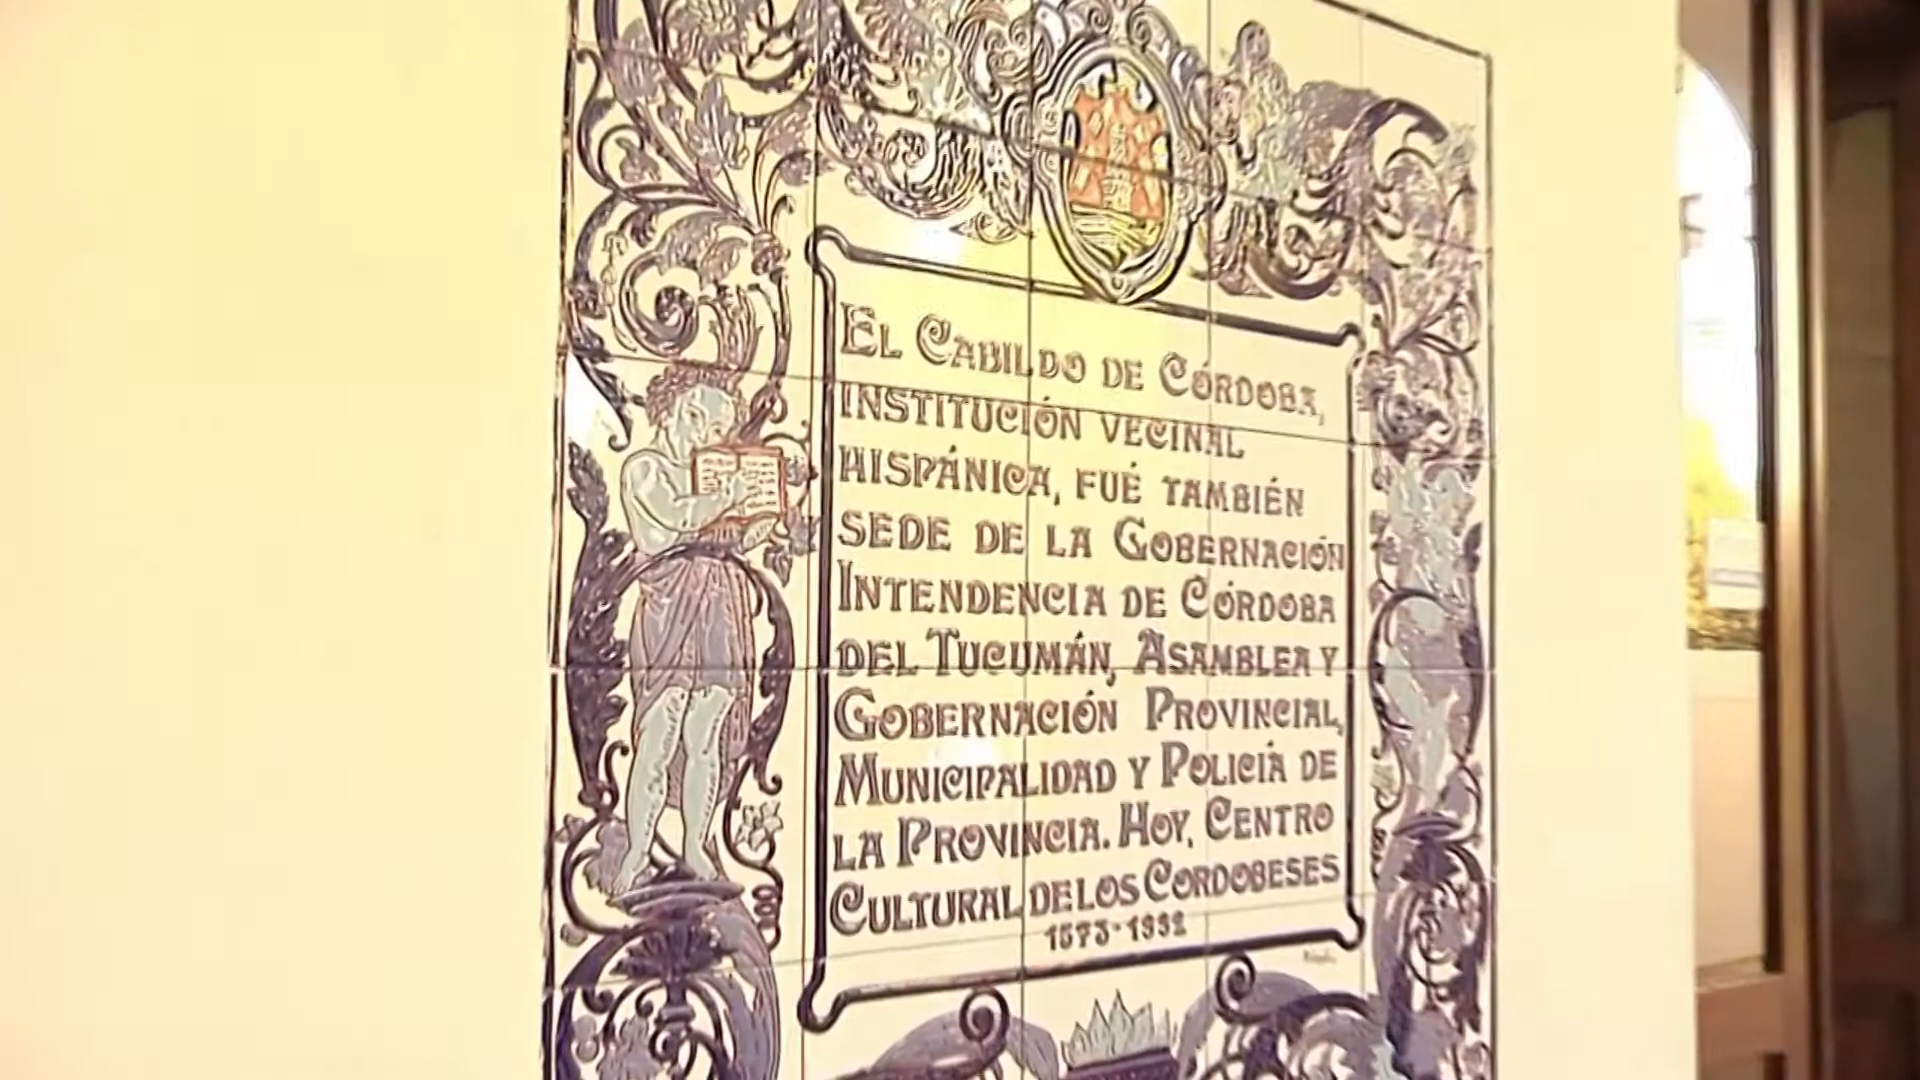 El Cabildo de Córdoba,
institución vecinal
hispánica, fué también
sede de la Gobernación
Intendencia de Córdoba
del Tucumán, Asamblea y
Gobernación Provincial,
Municipalidad y Policía de
la Provincia. Hoy, Centro
Cultural de los Cordobeses